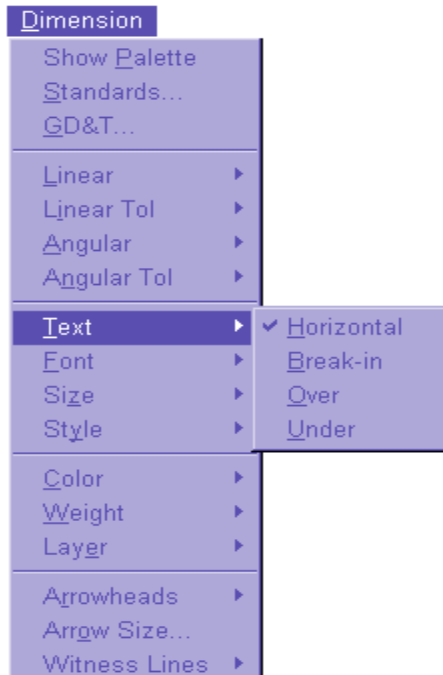 Dimension
Show Palette
Standards...
GD&T...
Linear
Linear Tol
Angular
Angular Tol
Text
Font
Size
Style
Horizontal
Break-in
Over
Under
Color
Weight
Layer
Arrowheads
Arrow Size...
Witness Lines